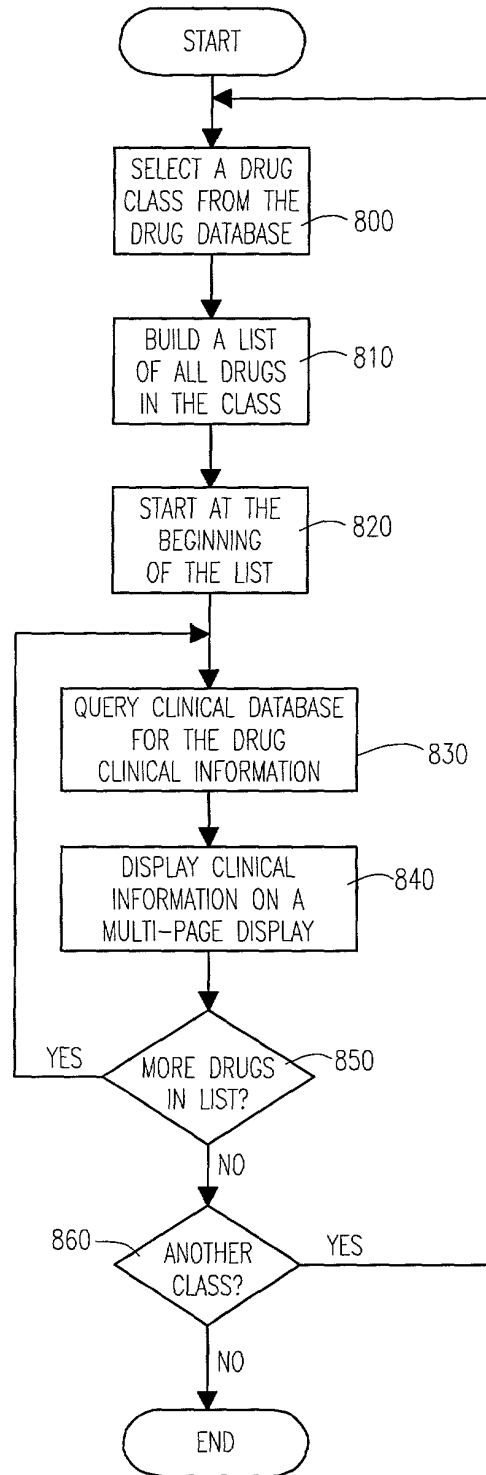 START
SELECT A DRUG
CLASS FROM THE
DRUG DATABASE
800
BUILD A LIST
OF ALL DRUGS
IN THE CLASS
810
START AT THE
BEGINNING
OF THE LIST
820
QUERY CLINICAL DATABASE
FOR THE DRUG
CLINICAL INFORMATION
830
DISPLAY CLINICAL
INFORMATION ON A
MULTI-PAGE DISPLAY
840
YES
MORE DRUGS
IN LIST?
850
NO
860
ANOTHER
CLASS?
YES
NO
END